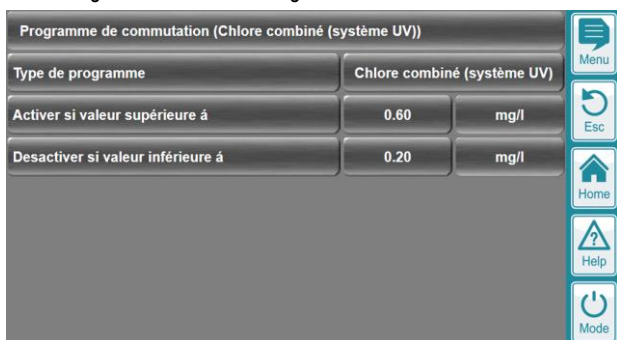 Programme de commutation (Chlore combiné (système UV))
Type de programme Chlore combiné (système UV)
Activer si valeur supérieure á 0.60 mg/l
Desactiver si valeur inférieure á 0.20 mg/l
Menu
Esc
Home
? Help
Mode